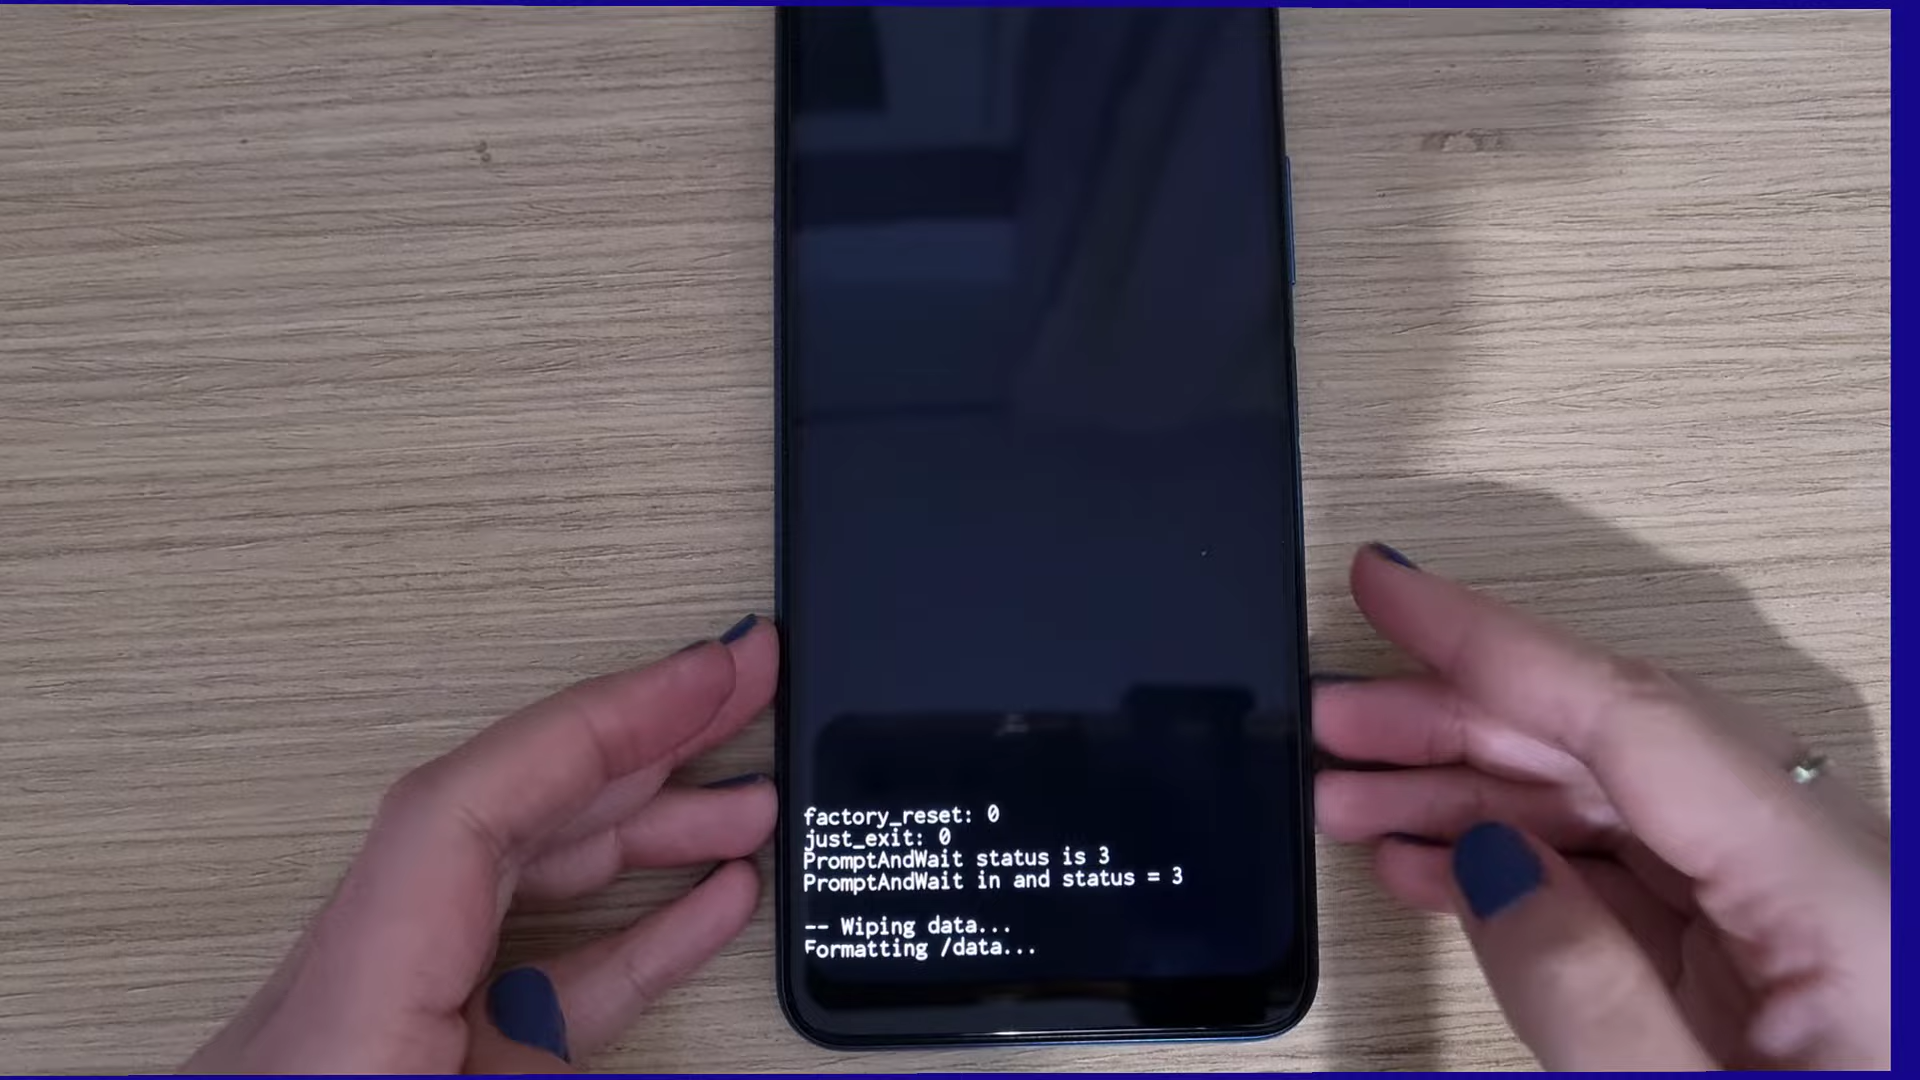 factory_reset: 0
just_exit: 0
PromptAndWait status is 3
PromptAndWait in and status = 3
-- Wiping data...
Formatting /data...